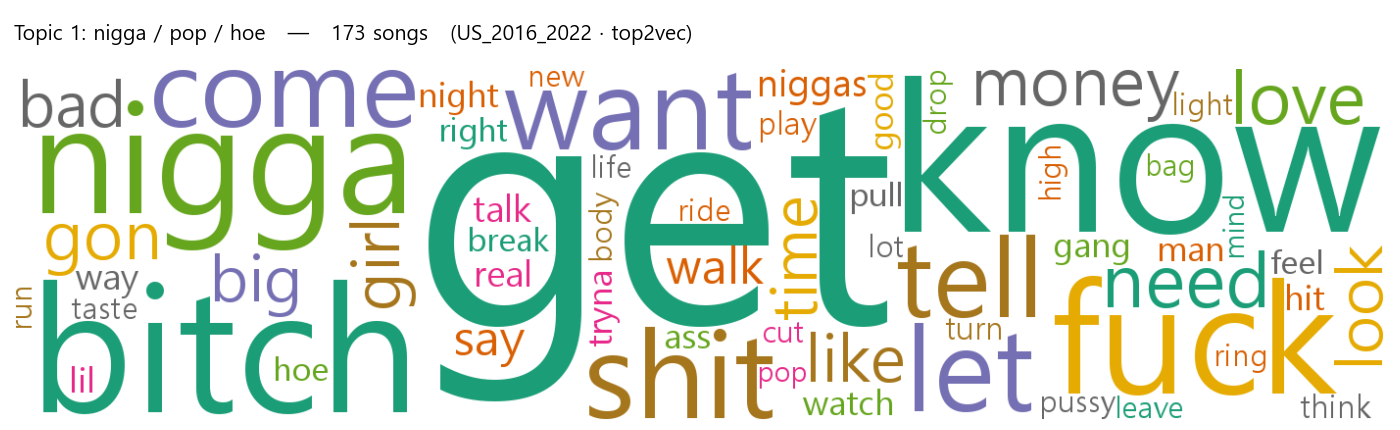 Topic 1: nigga / pop / hoe — 173 songs (US_2016_2022 · top2vec)
bad come night new want niggas good drop money light love
nigga right play know
get life high bag
talk ride pull mind
gon girl break body time lot gang man
way big real walk tell need feel look
run taste tryna hit
bitch say ass cut turn fuck
hoe shit like let ring
lil pop watch pussy leave think